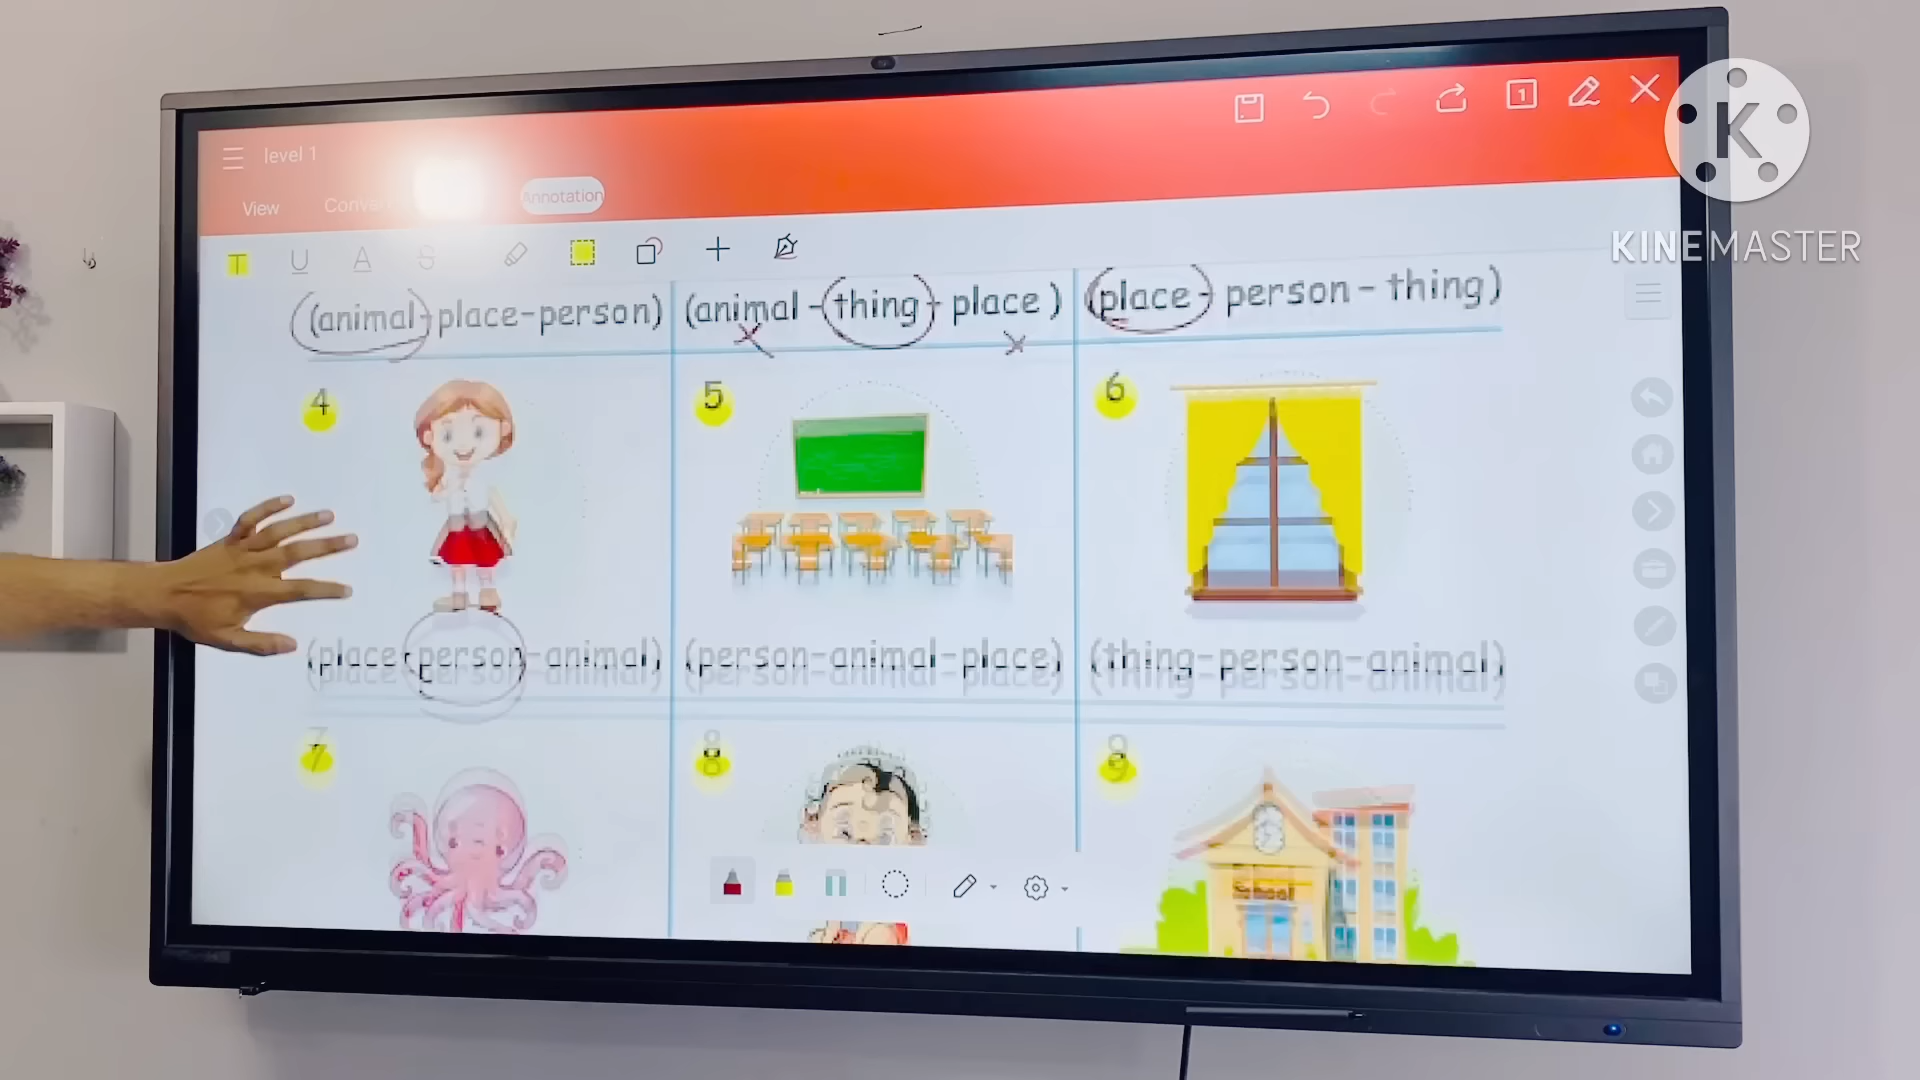 level 1
1
K
KINEMASTER
View
Annotation
T U A S
(animal-place-person) (animal-thing-place) (place-person-thing)
4 5 6
(place-person-animal) (person-animal-place) (thing-person-animal)
7 8 9
School